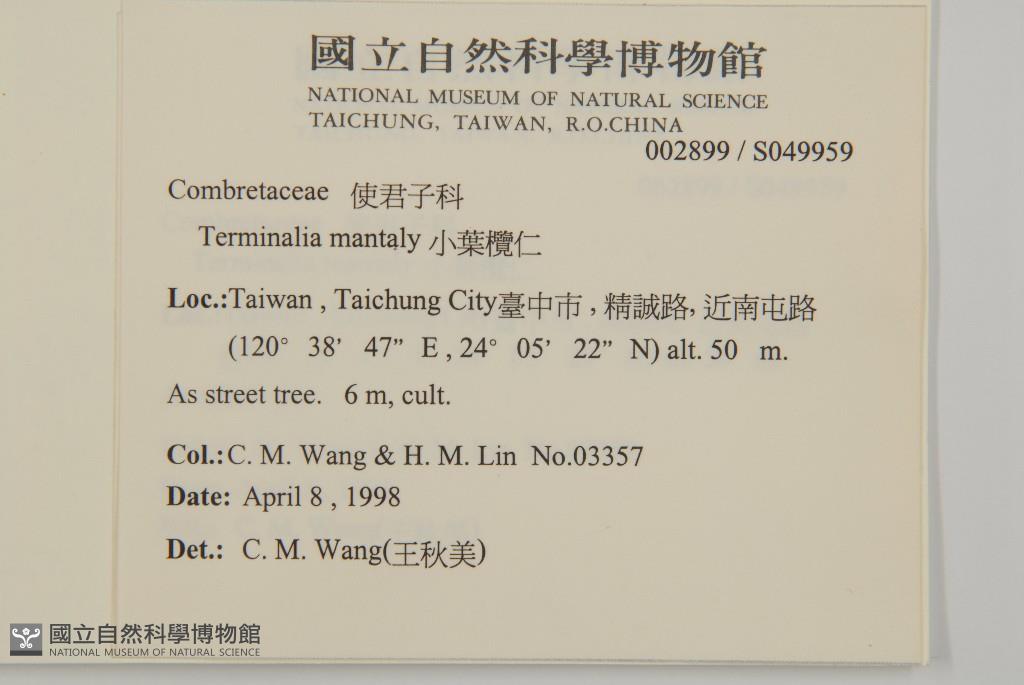 國立自然科學博物館
NATIONAL MUSEUM OF NATURAL SCIENCE
TAICHUNG, TAIWAN, R.O.CHINA
002899 / S049959
Combretaceae 使君子科
Terminalia mantaly 小葉欖仁
Loc.:Taiwan , Taichung City臺中市 , 精誠路, 近南屯路
(120° 38’ 47” E , 24° 05’ 22” N) alt. 50 m.
As street tree. 6 m, cult.
Col.: C. M. Wang & H. M. Lin No.03357
Date: April 8 , 1998
Det.: C. M. Wang(王秋美)
國立自然科學博物館
NATIONAL MUSEUM OF NATURAL SCIENCE